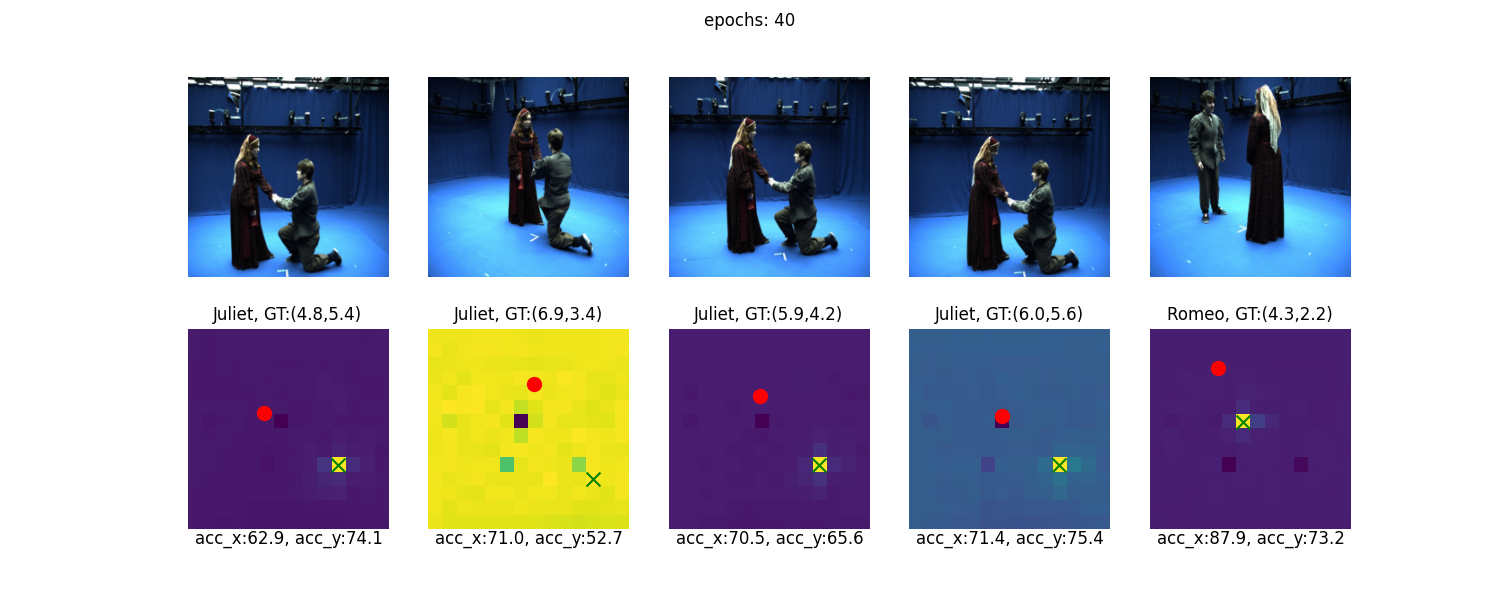 epochs: 40
Juliet, GT:(4.8,5.4)
Juliet, GT:(6.9,3.4)
Juliet, GT:(5.9,4.2)
Juliet, GT:(6.0,5.6)
Romeo, GT:(4.3,2.2)
acc_x:62.9, acc_y:74.1
acc_x:71.0, acc_y:52.7
acc_x:70.5, acc_y:65.6
acc_x:71.4, acc_y:75.4
acc_x:87.9, acc_y:73.2